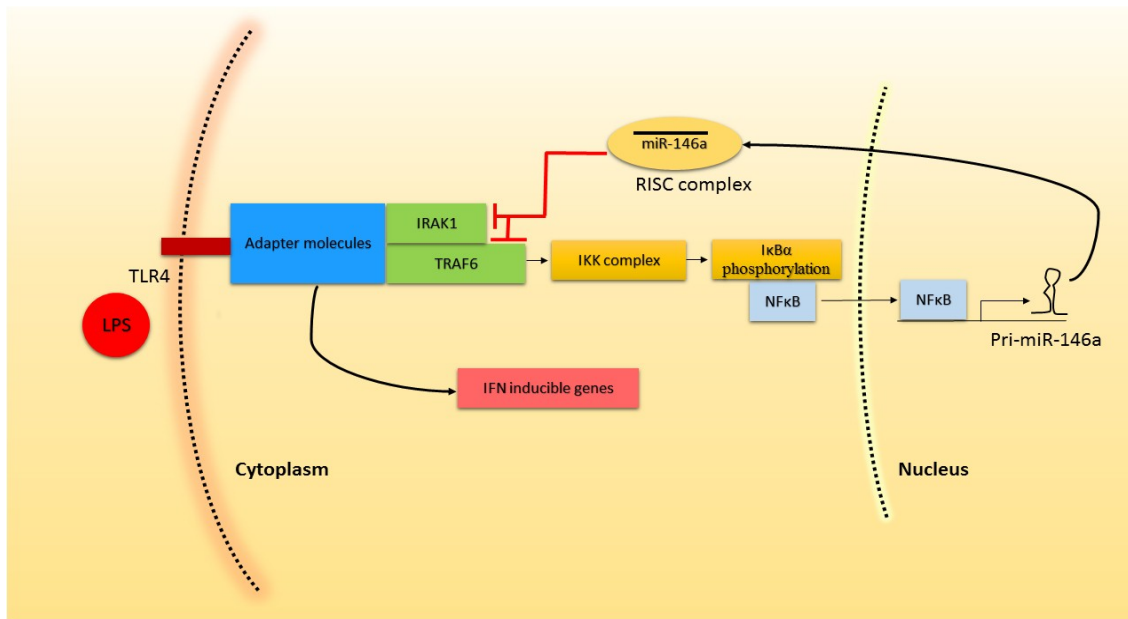 miR-146a
RISC complex
IRAK1
Adapter molecules
TRAF6
IKK complex
IκBα
phosphorylation
TLR4
NFκB
NFκB
LPS
Pri-miR-146a
IFN inducible genes
Cytoplasm
Nucleus